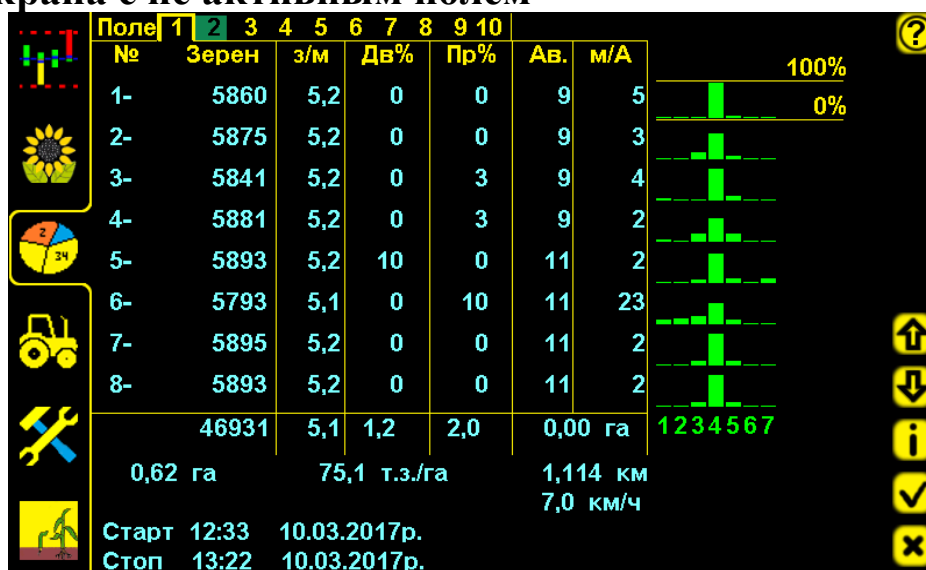 крана с не активным полем
Поле 1 2 3 4 5 6 7 8 9 10
№ Зерен з/м Дв% Пр% Ав. м/А
100%
1- 5860 5,2 0 0 9 5
0%
2- 5875 5,2 0 0 9 3
3- 5841 5,2 0 3 9 4
4- 5881 5,2 0 3 9 2
5- 5893 5,2 10 0 11 2
6- 5793 5,1 0 10 11 23
7- 5895 5,2 0 0 11 2
8- 5893 5,2 0 0 11 2
46931 5,1 1,2 2,0 0,00 га 1234567
0,62 га 75,1 т.з./га 1,114 км
7,0 км/ч
Старт 12:33 10.03.2017р.
Стоп 13:22 10.03.2017р.
2
34
?
i